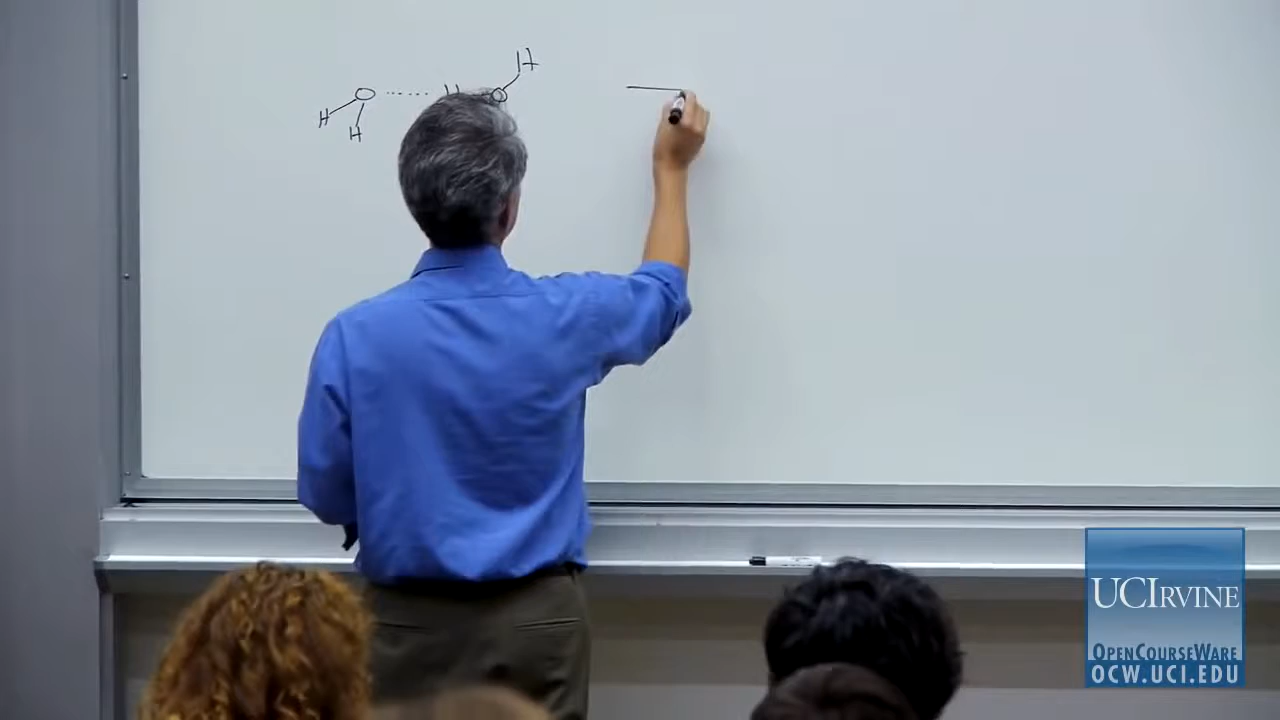 H
O ...... H O
H
H
UCIRVINE
OPENCOURSEWARE
OCW.UCI.EDU